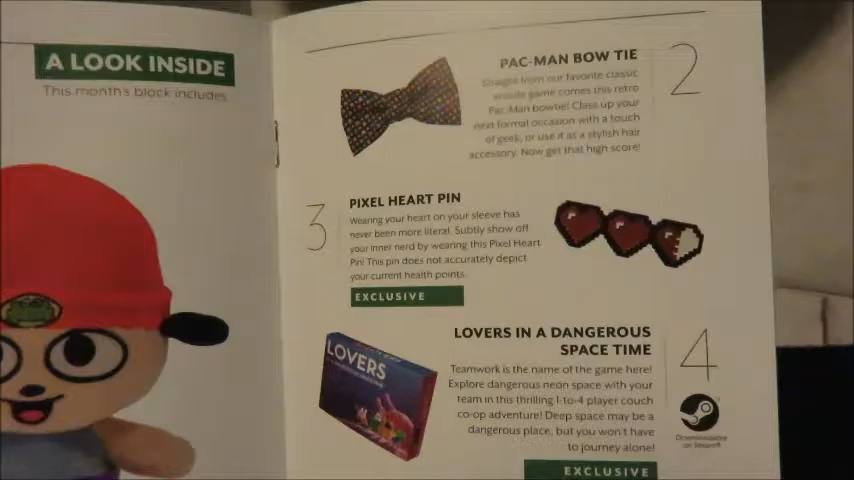 A LOOK INSIDE
This month's block includes
2
PAC-MAN BOW TIE
Straight from our favorite classic
arcade game comes this retro
Pac-Man bowtie! Class up your
next formal occasion with a touch
of geek, or use it as a stylish hair
accessory. Now get that high score!
3
PIXEL HEART PIN
Wearing your heart on your sleeve has
never been more literal. Subtly show off
your inner nerd by wearing this Pixel Heart
Pin! This pin does not accurately depict
your current health points.
EXCLUSIVE
4
LOVERS IN A DANGEROUS
SPACE TIME
Teamwork is the name of the game here!
Explore dangerous neon space with your
team in this thrilling 1-to-4 player couch
co-op adventure! Deep space may be a
dangerous place, but you won't have
to journey alone!
EXCLUSIVE
Downloadable
on Steam®
LOVERS